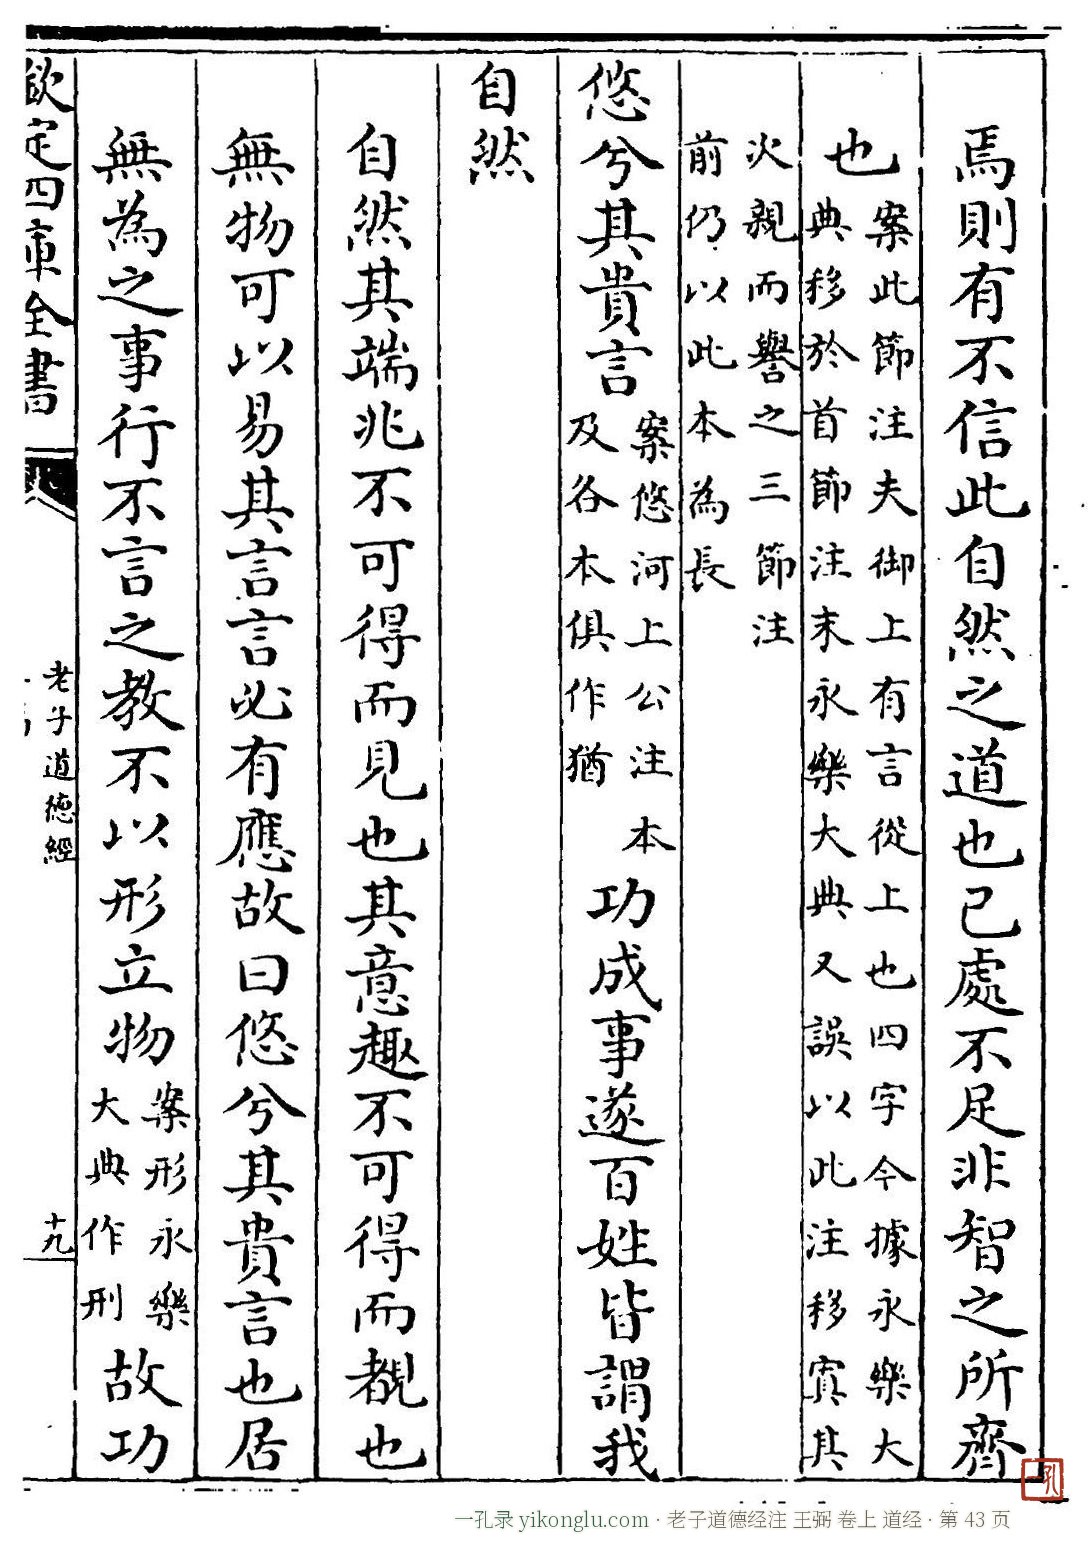 焉則有不信此自然之道也已處不足非智之所齊
也案此節注夫御上有言從上也四字今據永樂大
典移於首節注末永樂大典又誤以此注移寘其
次親而譽之三節注
前仍以此本為長
悠兮其貴言案悠河上公注本
及各本俱作猶
功成事遂百姓皆謂我
自然
自然其端兆不可得而見也其意趣不可得而覩也
無物可以易其言言必有應故曰悠兮其貴言也居
無為之事行不言之教不以形立物案形永樂
大典作刑
故功
欽定四庫全書
老子道德經
十九
一孔
一孔录 yikonglu.com · 老子道德经注 王弼 卷上 道经 · 第 43 页